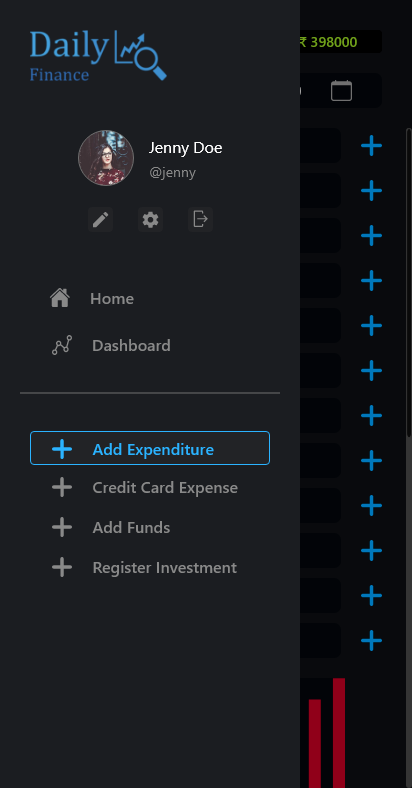 Daily
Finance
₹ 398000
Jenny Doe
@jenny
Home
Dashboard
Add Expenditure
Credit Card Expense
Add Funds
Register Investment